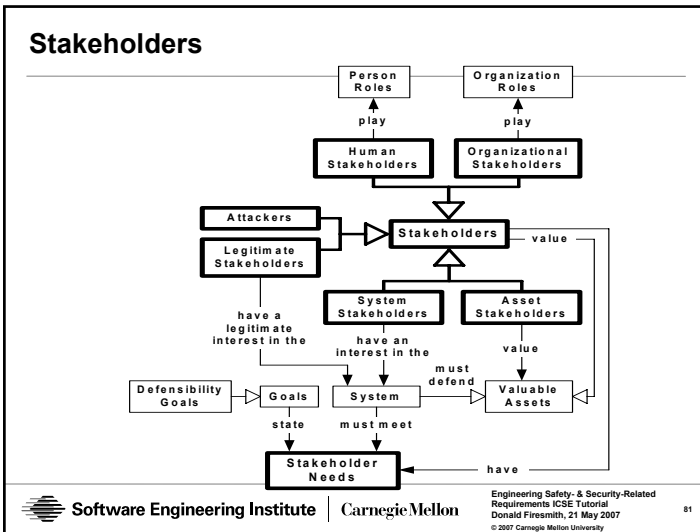 Stakeholders
Person
Roles
Organization
Roles
play
play
Human
Stakeholders
Organizational
Stakeholders
Attackers
Stakeholders
value
Legitimate
Stakeholders
System
Stakeholders
Asset
Stakeholders
have a
legitimate
interest in the
have an
interest in the
value
must
defend
Defensibility
Goals
Goals
System
Valuable
Assets
state
must meet
Stakeholder
Needs
have
Software Engineering Institute
Carnegie Mellon
Engineering Safety- & Security-Related
Requirements ICSE Tutorial
Donald Firesmith, 21 May 2007
© 2007 Carnegie Mellon University
81